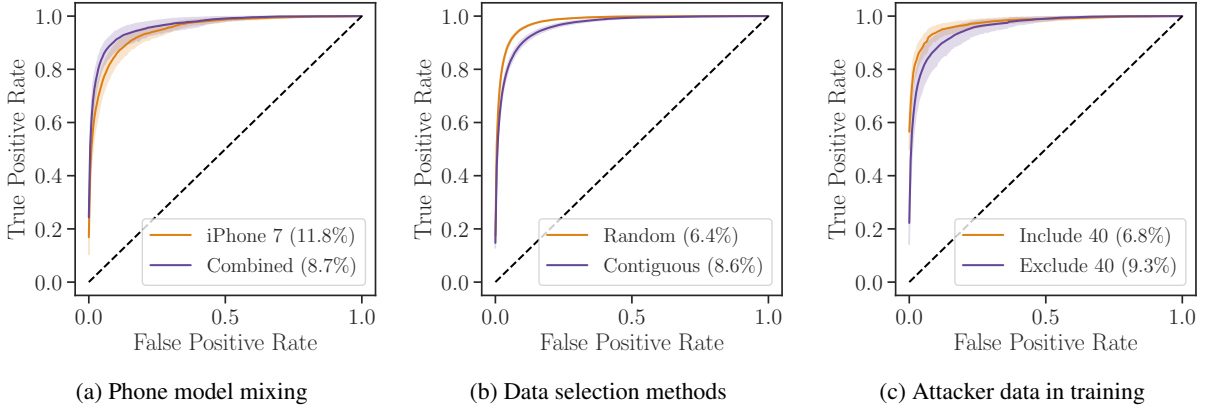 1.0
0.8
0.6
0.4
0.2
0.0
True Positive Rate
iPhone 7 (11.8%)
Combined (8.7%)
0.0 0.5 1.0
False Positive Rate
(a) Phone model mixing
1.0
0.8
0.6
0.4
0.2
0.0
True Positive Rate
Random (6.4%)
Contiguous (8.6%)
0.0 0.5 1.0
False Positive Rate
(b) Data selection methods
1.0
0.8
0.6
0.4
0.2
0.0
True Positive Rate
Include 40 (6.8%)
Exclude 40 (9.3%)
0.0 0.5 1.0
False Positive Rate
(c) Attacker data in training